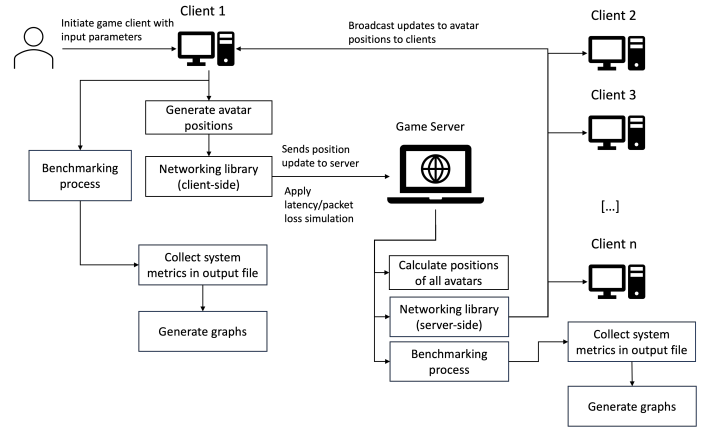 Client 1
Initiate game client with
input parameters
Broadcast updates to avatar
positions to clients
Client 2
Client 3
Generate avatar
positions
Game Server
Benchmarking
process
Networking library
(client-side)
Sends position
update to server
Apply
latency/packet
loss simulation
[...]
Client n
Collect system
metrics in output file
Generate graphs
Calculate positions
of all avatars
Networking library
(server-side)
Benchmarking
process
Collect system
metrics in output file
Generate graphs